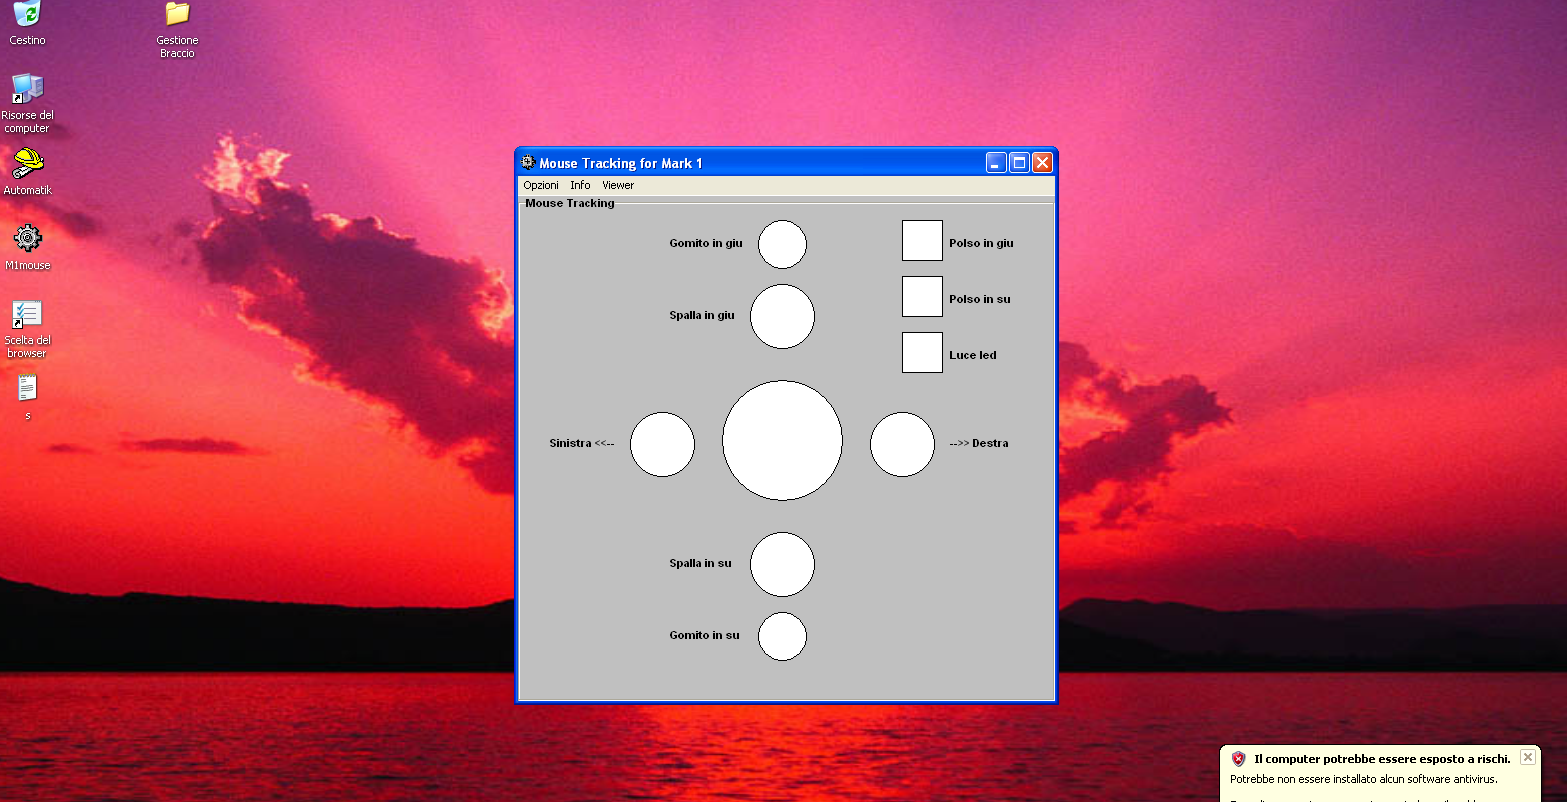 Cestino
Gestione
Braccio
Risorse del
computer
Automatik
M1mouse
Scelta del
browser
s
Mouse Tracking for Mark 1
Opzioni Info Viewer
Mouse Tracking
Gomito in giu
Polso in giu
Spalla in giu
Polso in su
Luce led
Sinistra <<--
-->> Destra
Spalla in su
Gomito in su
Il computer potrebbe essere esposto a rischi.
Potrebbe non essere installato alcun software antivirus.